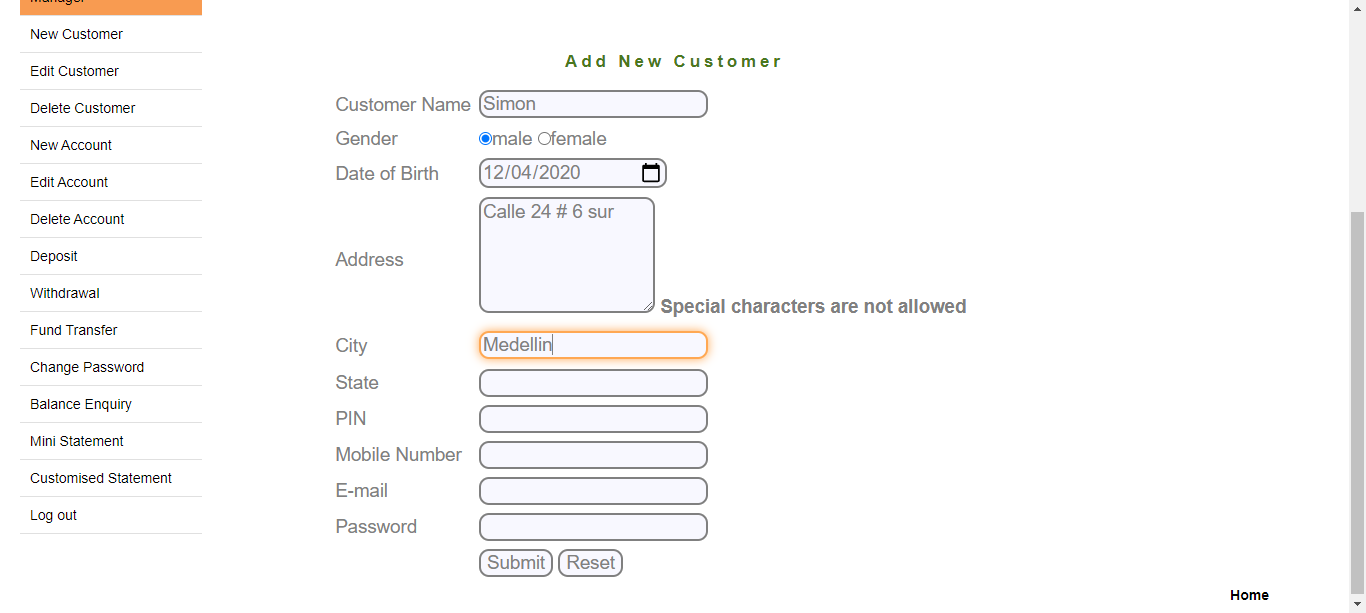 Manager
New Customer
Edit Customer
Delete Customer
New Account
Edit Account
Delete Account
Deposit
Withdrawal
Fund Transfer
Change Password
Balance Enquiry
Mini Statement
Customised Statement
Log out
Add New Customer
Customer Name Simon
Gender male female
Date of Birth 12/04/2020
Address Calle 24 # 6 sur
Special characters are not allowed
City Medellin
State
PIN
Mobile Number
E-mail
Password
Submit Reset
Home